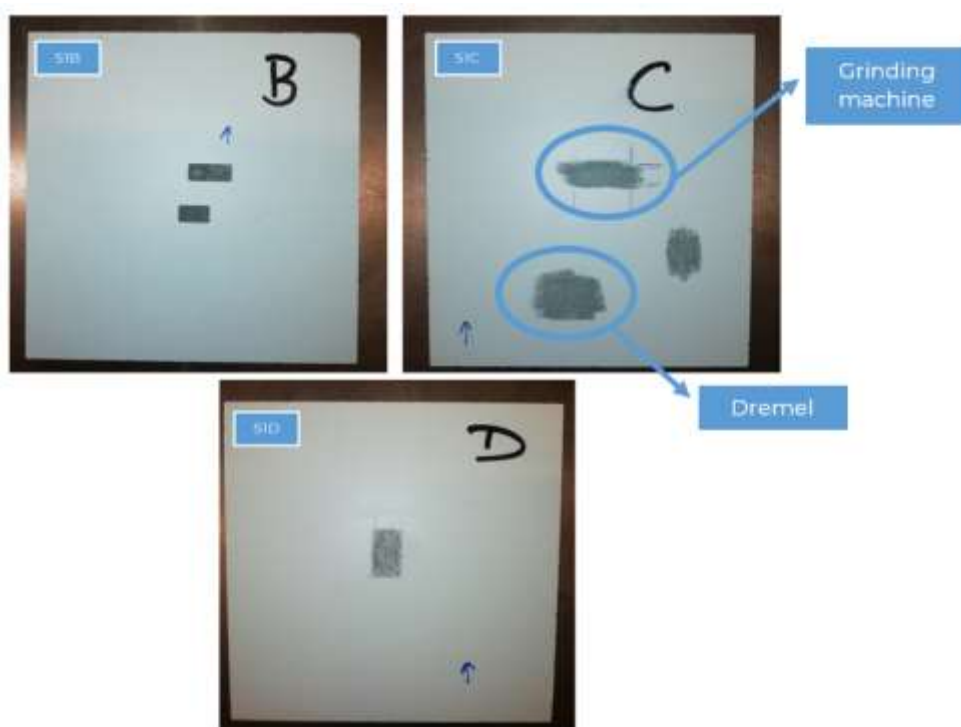 S1B
B
S1C
C
Grinding
machine
Dremel
S1D
D